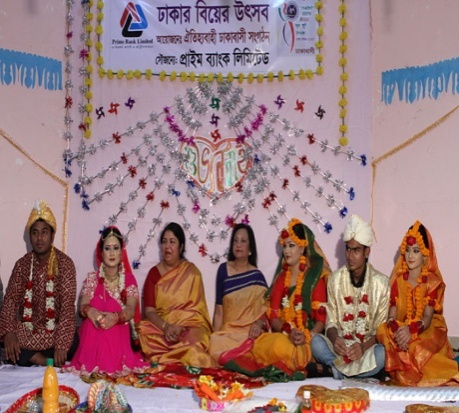 ঢাকার বিয়ের উৎসব
Prime Bank Limited
আয়োজনে ঐতিহ্যবাহী ঢাকাবাসী সংগঠন
সৌজন্যে: প্রাইম ব্যাংক লিমিটেড
ঢাকাবাসী